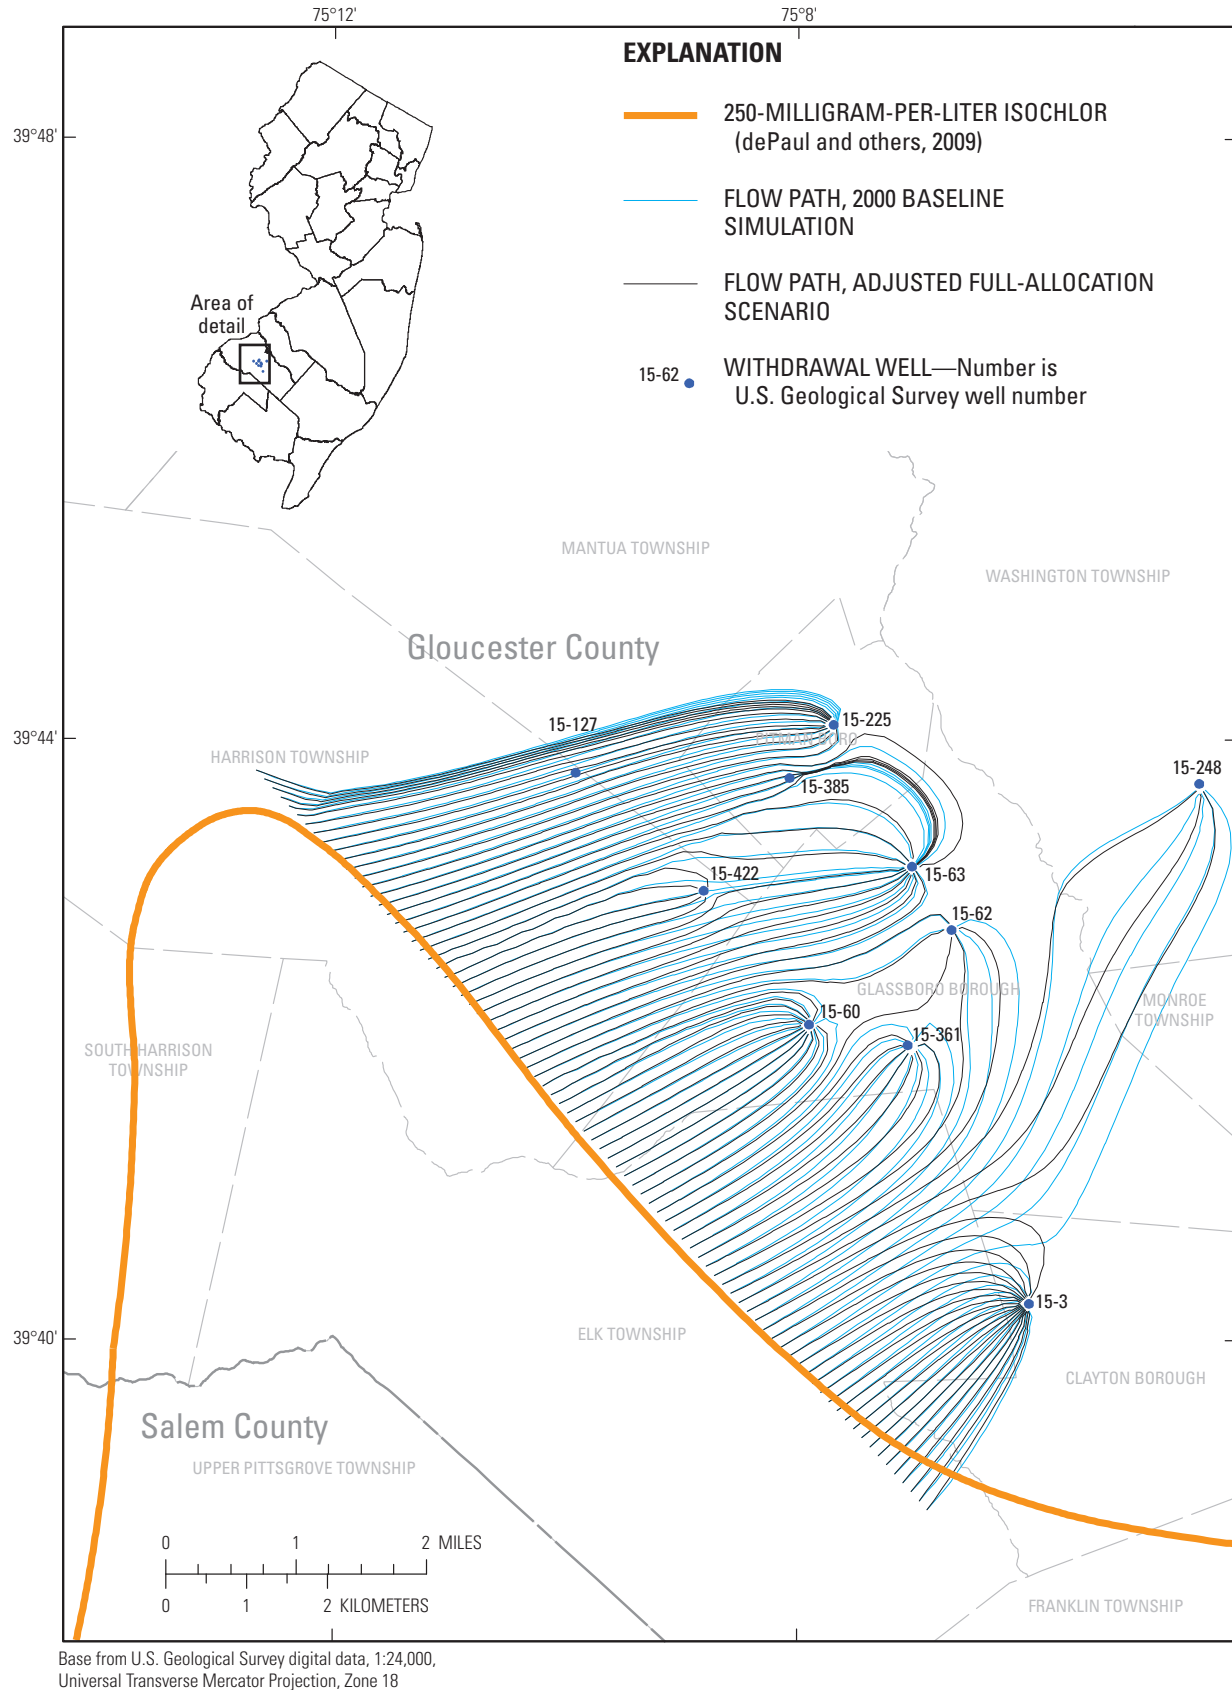 75°12'
75°8'
39°48'
39°44'
39°40'
EXPLANATION
250-MILLIGRAM-PER-LITER ISOCHLOR
(dePaul and others, 2009)
FLOW PATH, 2000 BASELINE
SIMULATION
FLOW PATH, ADJUSTED FULL-ALLOCATION
SCENARIO
15-62
WITHDRAWAL WELL—Number is
U.S. Geological Survey well number
Area of
detail
MANTUA TOWNSHIP
WASHINGTON TOWNSHIP
Gloucester County
15-127
15-225
PITMAN BORO
HARRISON TOWNSHIP
15-248
15-385
15-422
15-63
15-62
GLASSBORO BOROUGH
MONROE
TOWNSHIP
15-60
15-361
SOUTH HARRISON
TOWNSHIP
15-3
ELK TOWNSHIP
CLAYTON BOROUGH
Salem County
UPPER PITTSGROVE TOWNSHIP
0 1 2 MILES
0 1 2 KILOMETERS
FRANKLIN TOWNSHIP
Base from U.S. Geological Survey digital data, 1:24,000,
Universal Transverse Mercator Projection, Zone 18